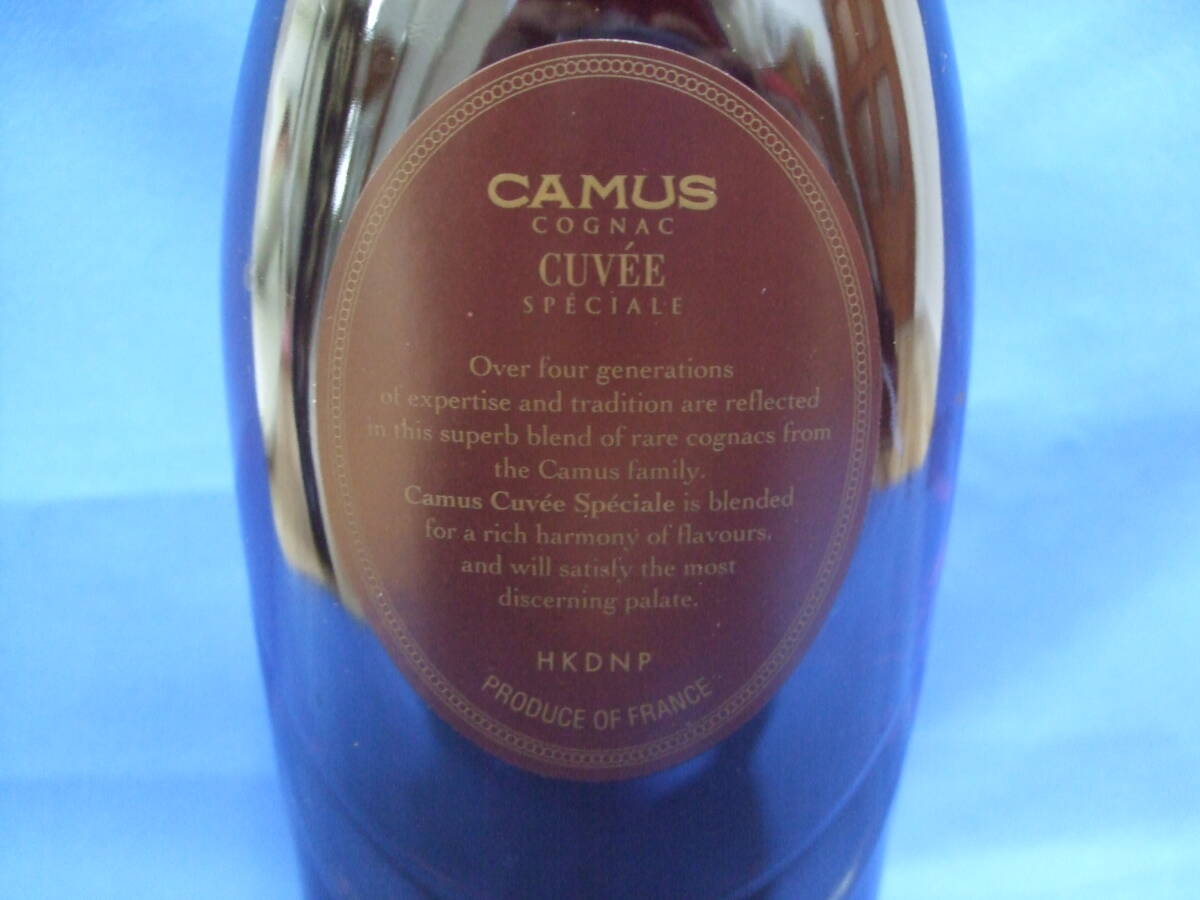 CAMUS
COGNAC
CUVÉE
SPÉCIALE
Over four generations
of expertise and tradition are reflected
in this superb blend of rare cognacs from
the Camus family.
Camus Cuvée Spéciale is blended
for a rich harmony of flavours,
and will satisfy the most
discerning palate.
HKDNP
PRODUCE OF FRANCE